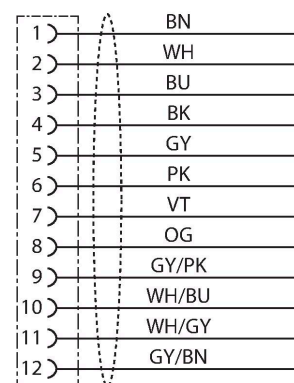 1 BN
2 WH
3 BU
4 BK
5 GY
6 PK
7 VT
8 OG
9 GY/PK
10 WH/BU
11 WH/GY
12 GY/BN